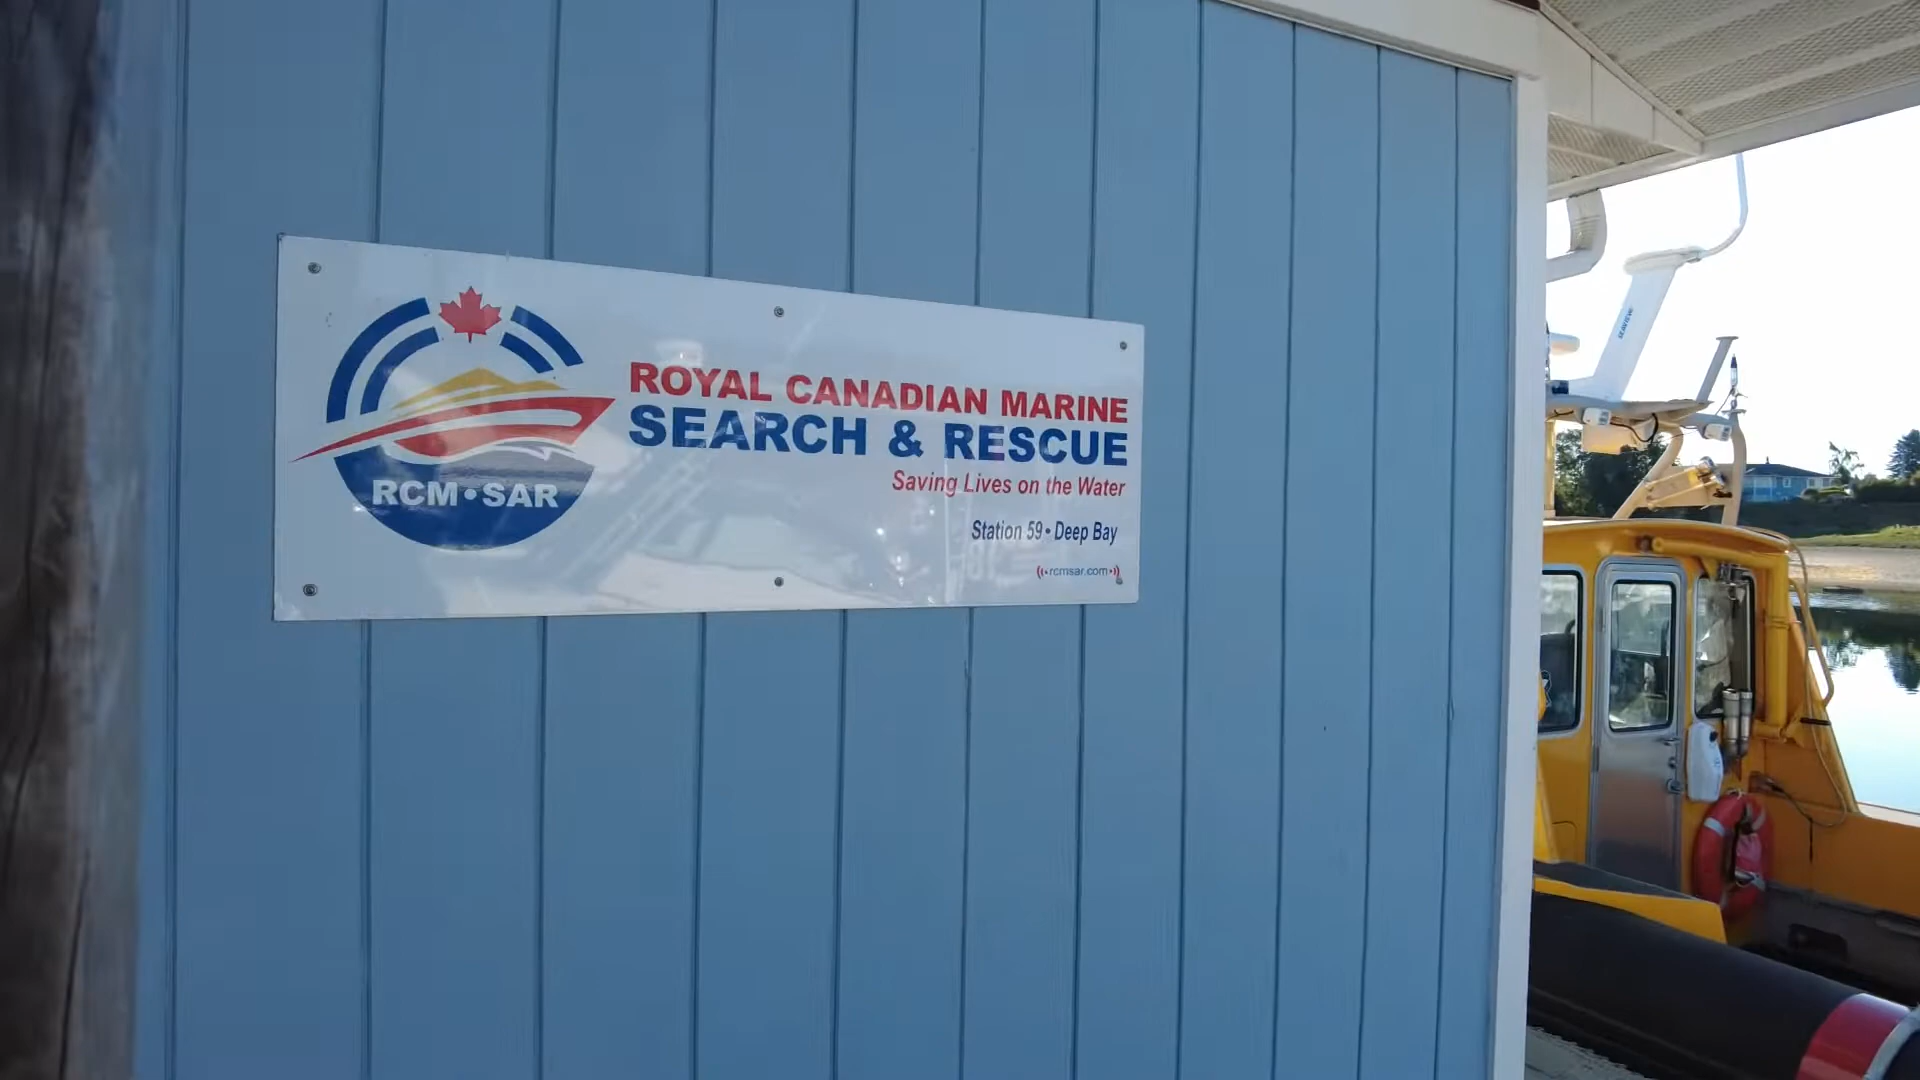 ROYAL CANADIAN MARINE
SEARCH & RESCUE
Saving Lives on the Water
RCM•SAR
Station 59 • Deep Bay
((•rcmsar.com•))